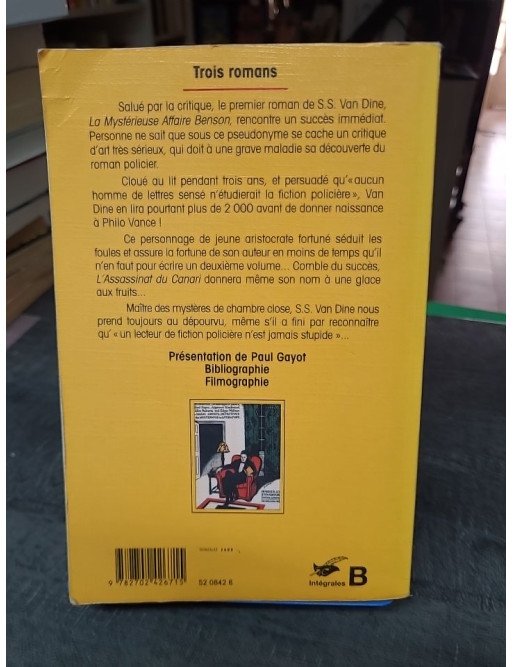 Trois romans
Salué par la critique, le premier roman de S.S. Van Dine,
La Mystérieuse Affaire Benson, rencontre un succès immédiat.
Personne ne sait que sous ce pseudonyme se cache un critique
d'art très sérieux, qui doit à une grave maladie sa découverte du
roman policier.
Cloué au lit pendant trois ans, et persuadé qu'« aucun
homme de lettres sensé n'étudierait la fiction policière », Van
Dine en lira pourtant plus de 2 000 avant de donner naissance
à Philo Vance !
Ce personnage de jeune aristocrate fortuné séduit les
foules et assure la fortune de son auteur en moins de temps qu'il
n'en faut pour écrire un deuxième volume... Comble du succès,
L'Assassinat du Canari donnera même son nom à une glace
aux fruits...
Maître des mystères de chambre close, S.S. Van Dine nous
prend toujours au dépourvu, même s'il a fini par reconnaître
qu' « un lecteur de fiction policière n'est jamais stupide »...
Présentation de Paul Gayot
Bibliographie
Filmographie
9 782702 426715
52 0842 6
Intégrales B